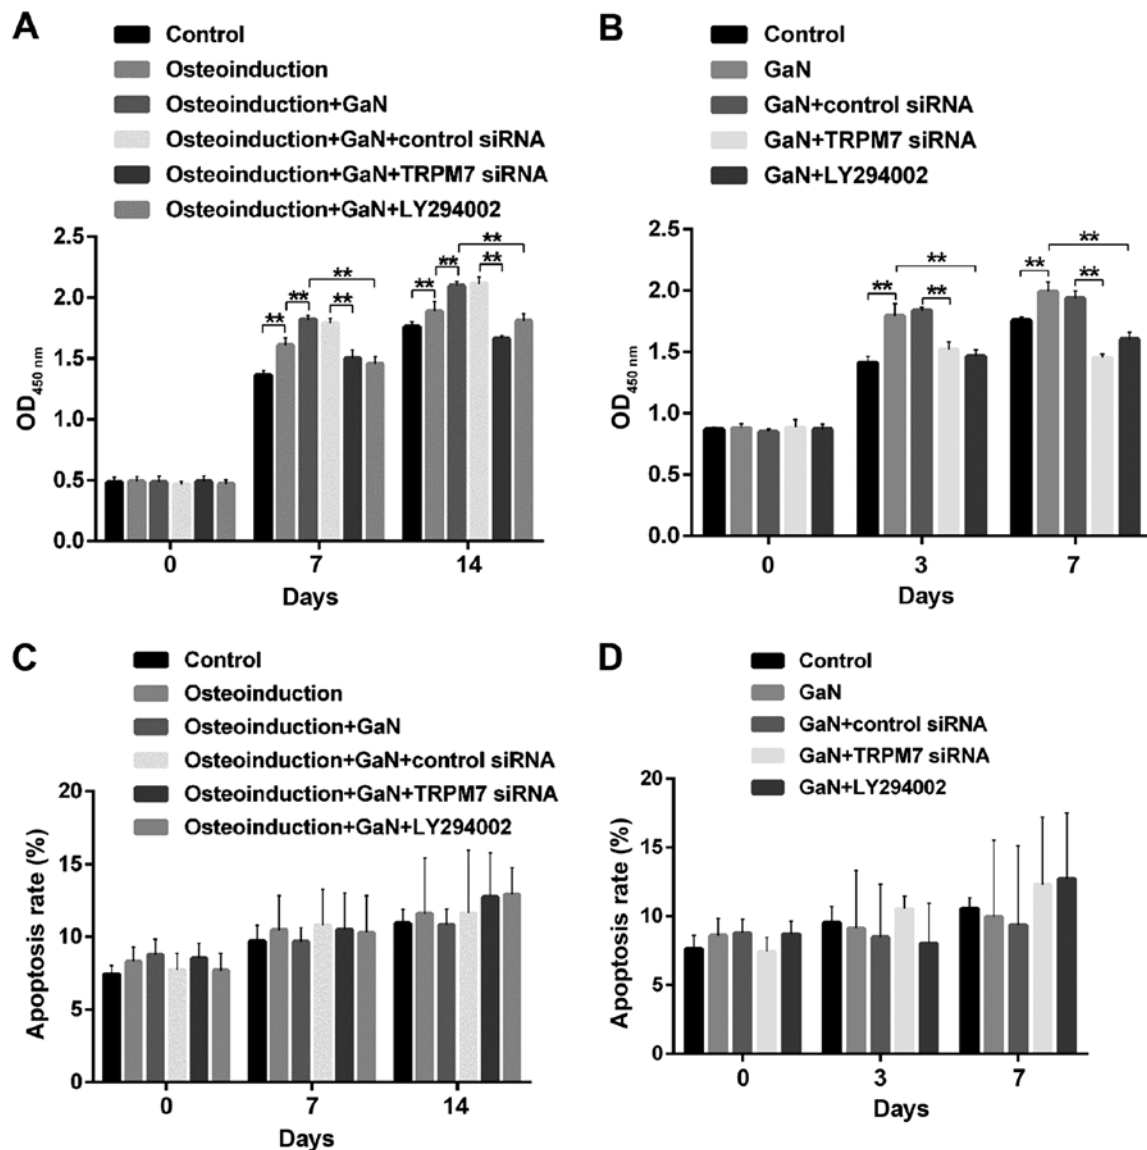 A
Control
Osteoinduction
Osteoinduction+GaN
Osteoinduction+GaN+control siRNA
Osteoinduction+GaN+TRPM7 siRNA
Osteoinduction+GaN+LY294002
2.5
2.0
1.5
1.0
0.5
0.0
OD450 nm
** ** ** **
** ** ** **
0 7 14
Days
B
Control
GaN
GaN+control siRNA
GaN+TRPM7 siRNA
GaN+LY294002
2.5
2.0
1.5
1.0
0.5
0.0
OD450 nm
** ** **
** ** **
0 3 7
Days
C
Control
Osteoinduction
Osteoinduction+GaN
Osteoinduction+GaN+control siRNA
Osteoinduction+GaN+TRPM7 siRNA
Osteoinduction+GaN+LY294002
20
15
10
5
0
Apoptosis rate (%)
0 7 14
Days
D
Control
GaN
GaN+control siRNA
GaN+TRPM7 siRNA
GaN+LY294002
20
15
10
5
0
Apoptosis rate (%)
0 3 7
Days